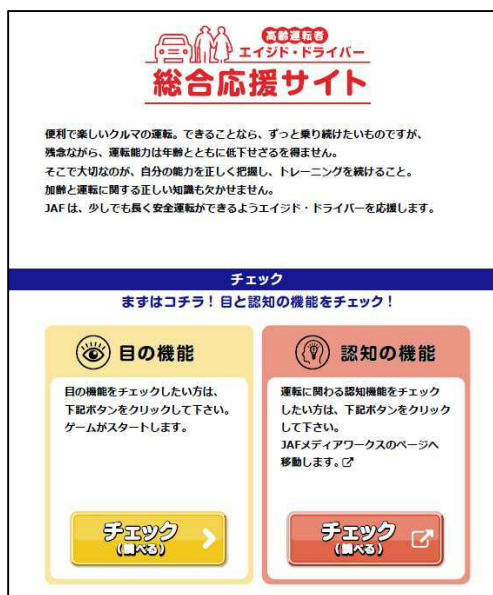 高齢運転者
エイジド・ドライバー
総合応援サイト
便利で楽しいクルマの運転。できることなら、ずっと乗り続けたいものですが、
残念ながら、運転能力は年齢とともに低下せざるを得ません。
そこで大切なのが、自分の能力を正しく把握し、トレーニングを続けること。
加齢と運転に関する正しい知識も欠かせません。
JAFは、少しでも長く安全運転ができるようエイジド・ドライバーを応援します。
チェック
まずはコチラ！目と認知の機能をチェック！
目の機能
目の機能をチェックしたい方は、
下記ボタンをクリックして下さい。
ゲームがスタートします。
チェック
（調べる）
認知の機能
運転に関わる認知機能をチェック
したい方は、下記ボタンをクリック
して下さい。
JAFメディアワークスのページへ
移動します。
チェック
（調べる）